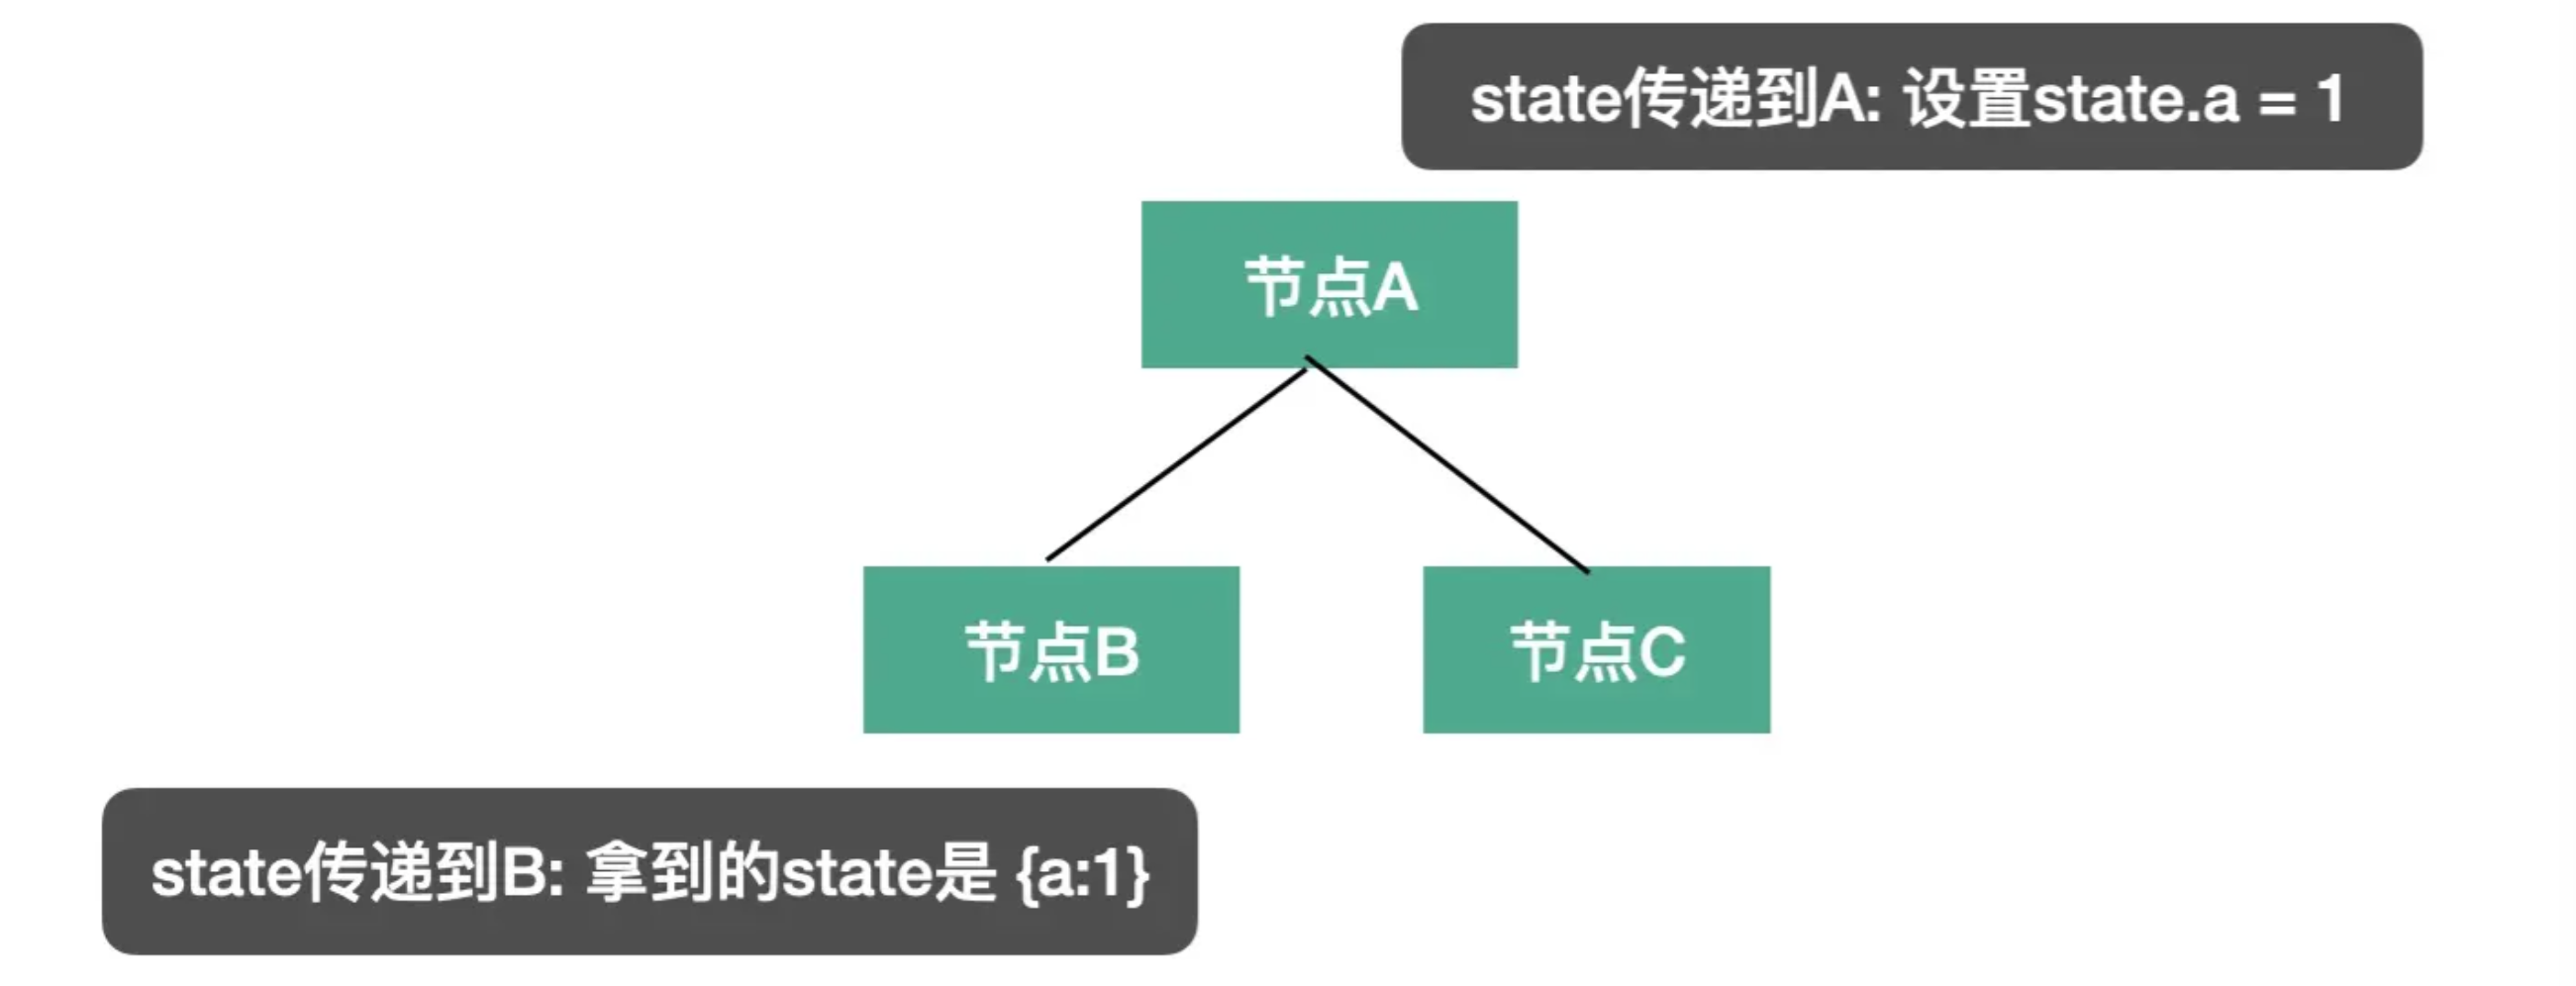 state传递到A: 设置state.a = 1
节点A
节点B
节点C
state传递到B: 拿到的state是 {a:1}